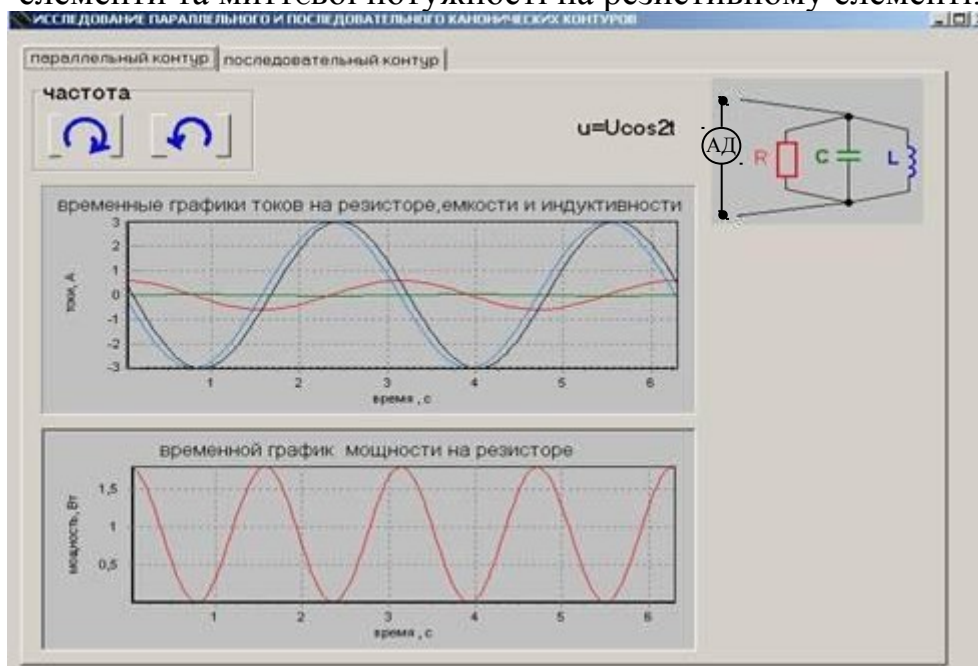 елементи та миттєвої потужності на резистивному елементі.
ИССЛЕДОВАНИЕ ПАРАЛЛЕЛЬНОГО И ПОСЛЕДОВАТЕЛЬНОГО КАНОНИЧЕСКИХ КОНТУРОВ
параллельный контур последовательный контур
частота
u=Ucos2t
АД R C L
временные графики токов на резисторе,емкости и индуктивности
3
2
1
0
-1
-2
-3
токи, А
1 2 3 4 5 6
время , с
временной график мощности на резисторе
1,5
1
0,5
мощность, Вт
1 2 3 4 5 6
время , с